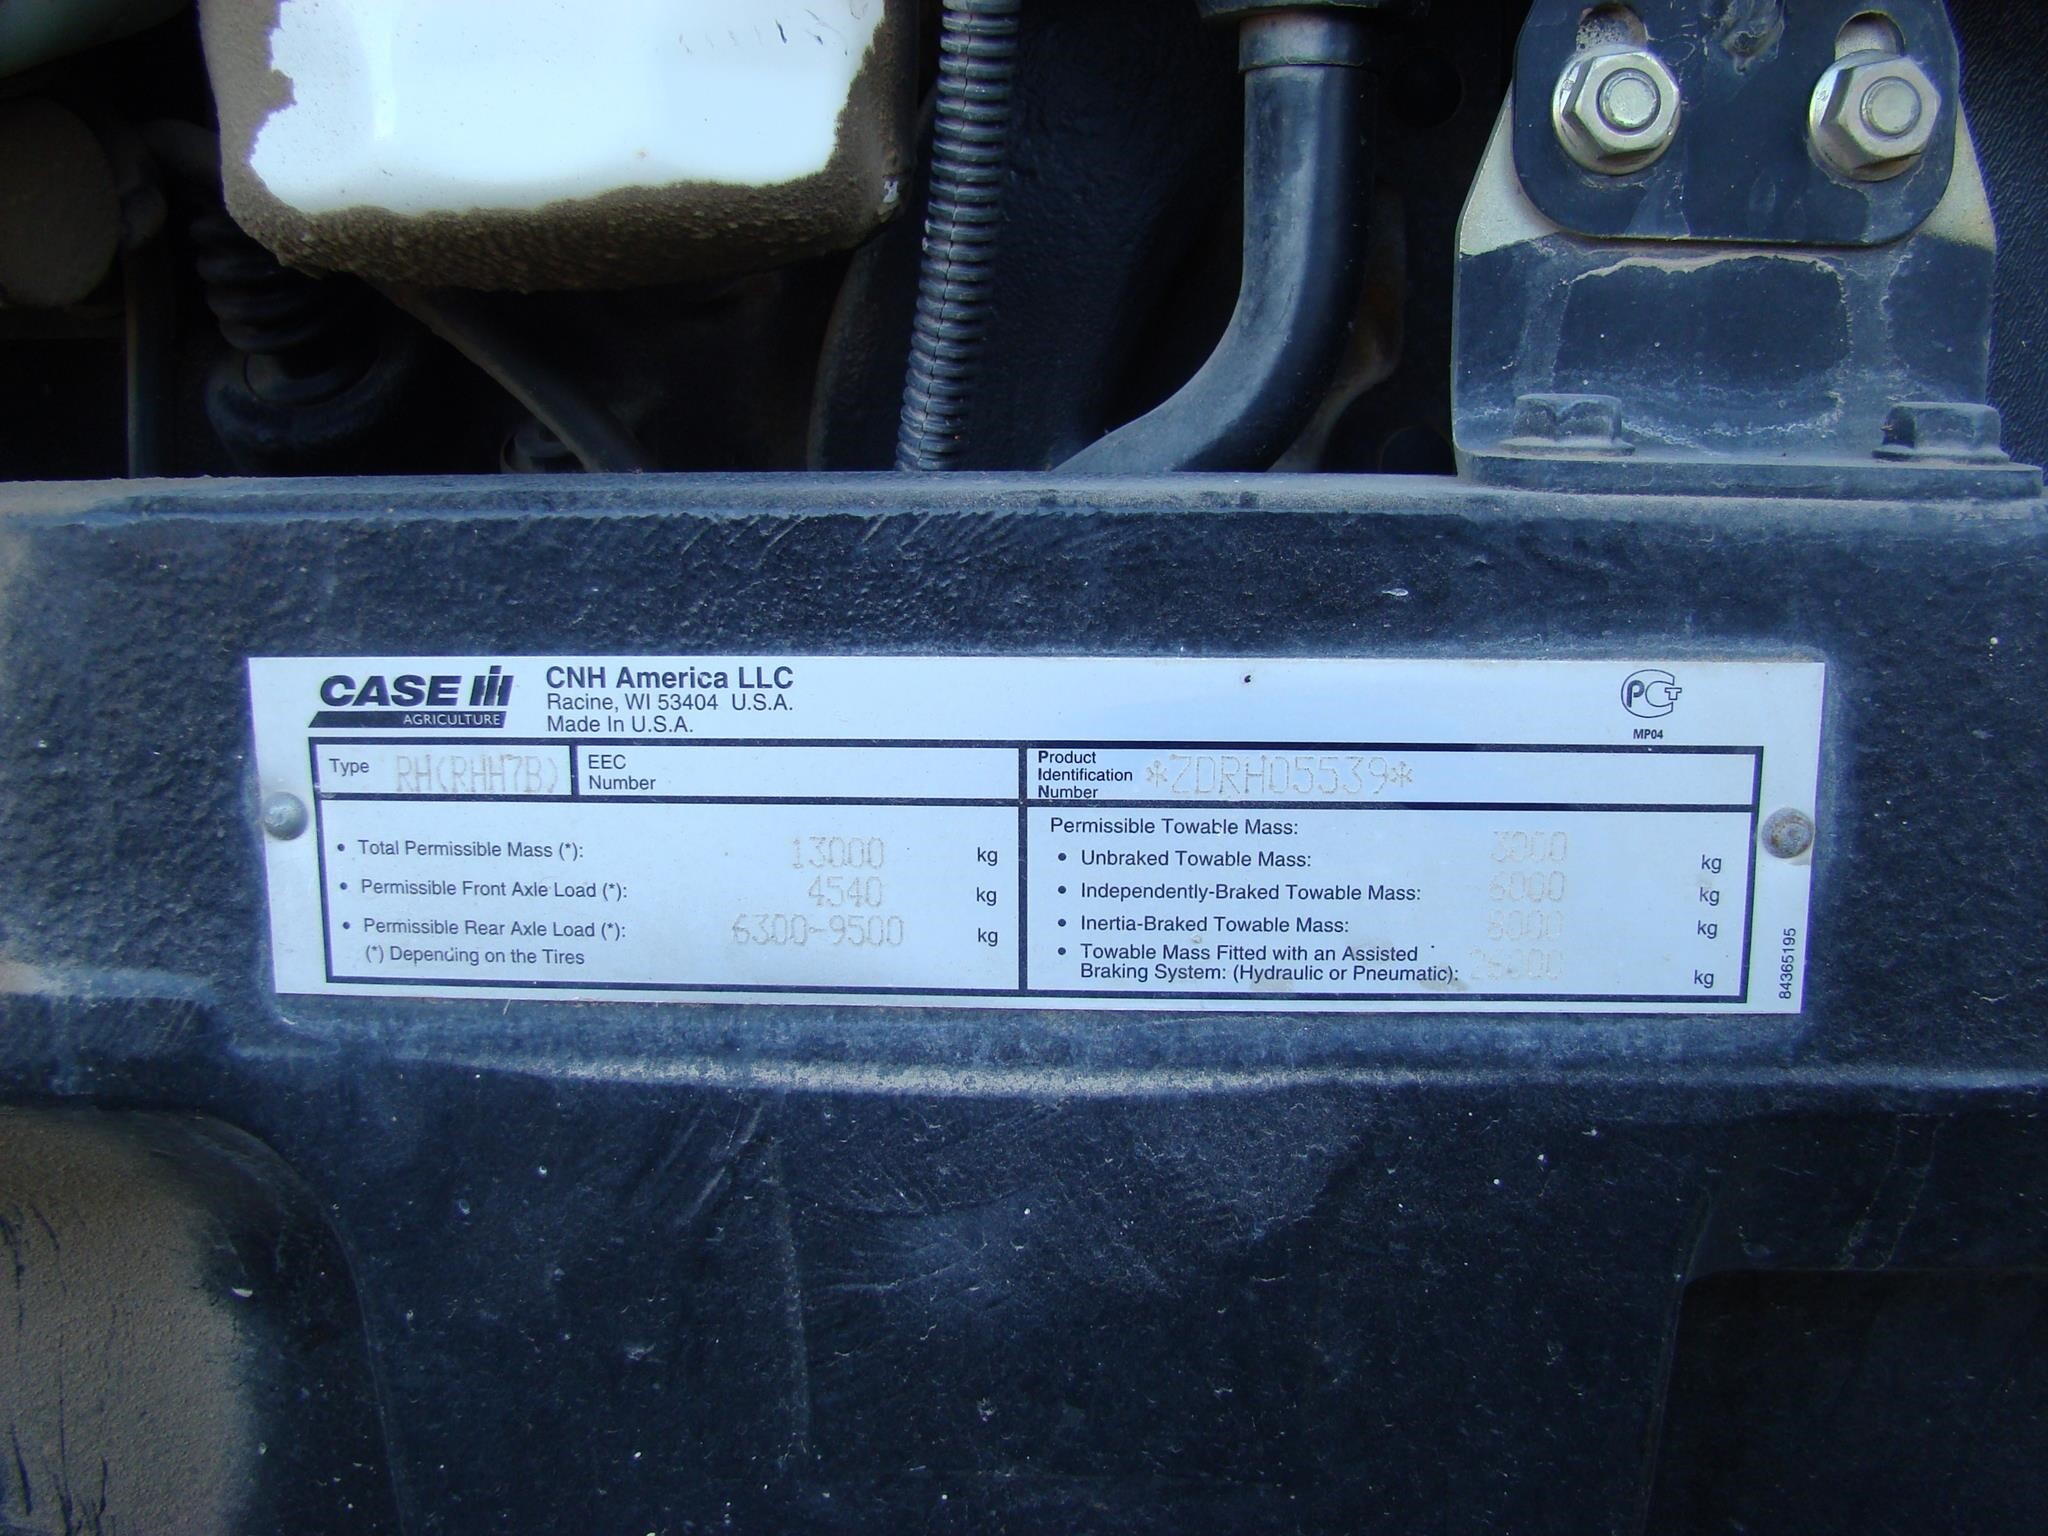 CASE IH
AGRICULTURE
CNH America LLC
Racine, WI 53404 U.S.A.
Made In U.S.A.
PCT
MP04
Type RH(RHH7B)
EEC
Number
Product
Identification
Number *ZDRH05539*
• Total Permissible Mass (*): 13000 kg
• Permissible Front Axle Load (*): 4540 kg
• Permissible Rear Axle Load (*): 6300-9500 kg
(*) Depending on the Tires
Permissible Towable Mass:
• Unbraked Towable Mass: 3000 kg
• Independently-Braked Towable Mass: 6000 kg
• Inertia-Braked Towable Mass: 8000 kg
• Towable Mass Fitted with an Assisted
Braking System: (Hydraulic or Pneumatic): kg
84365195